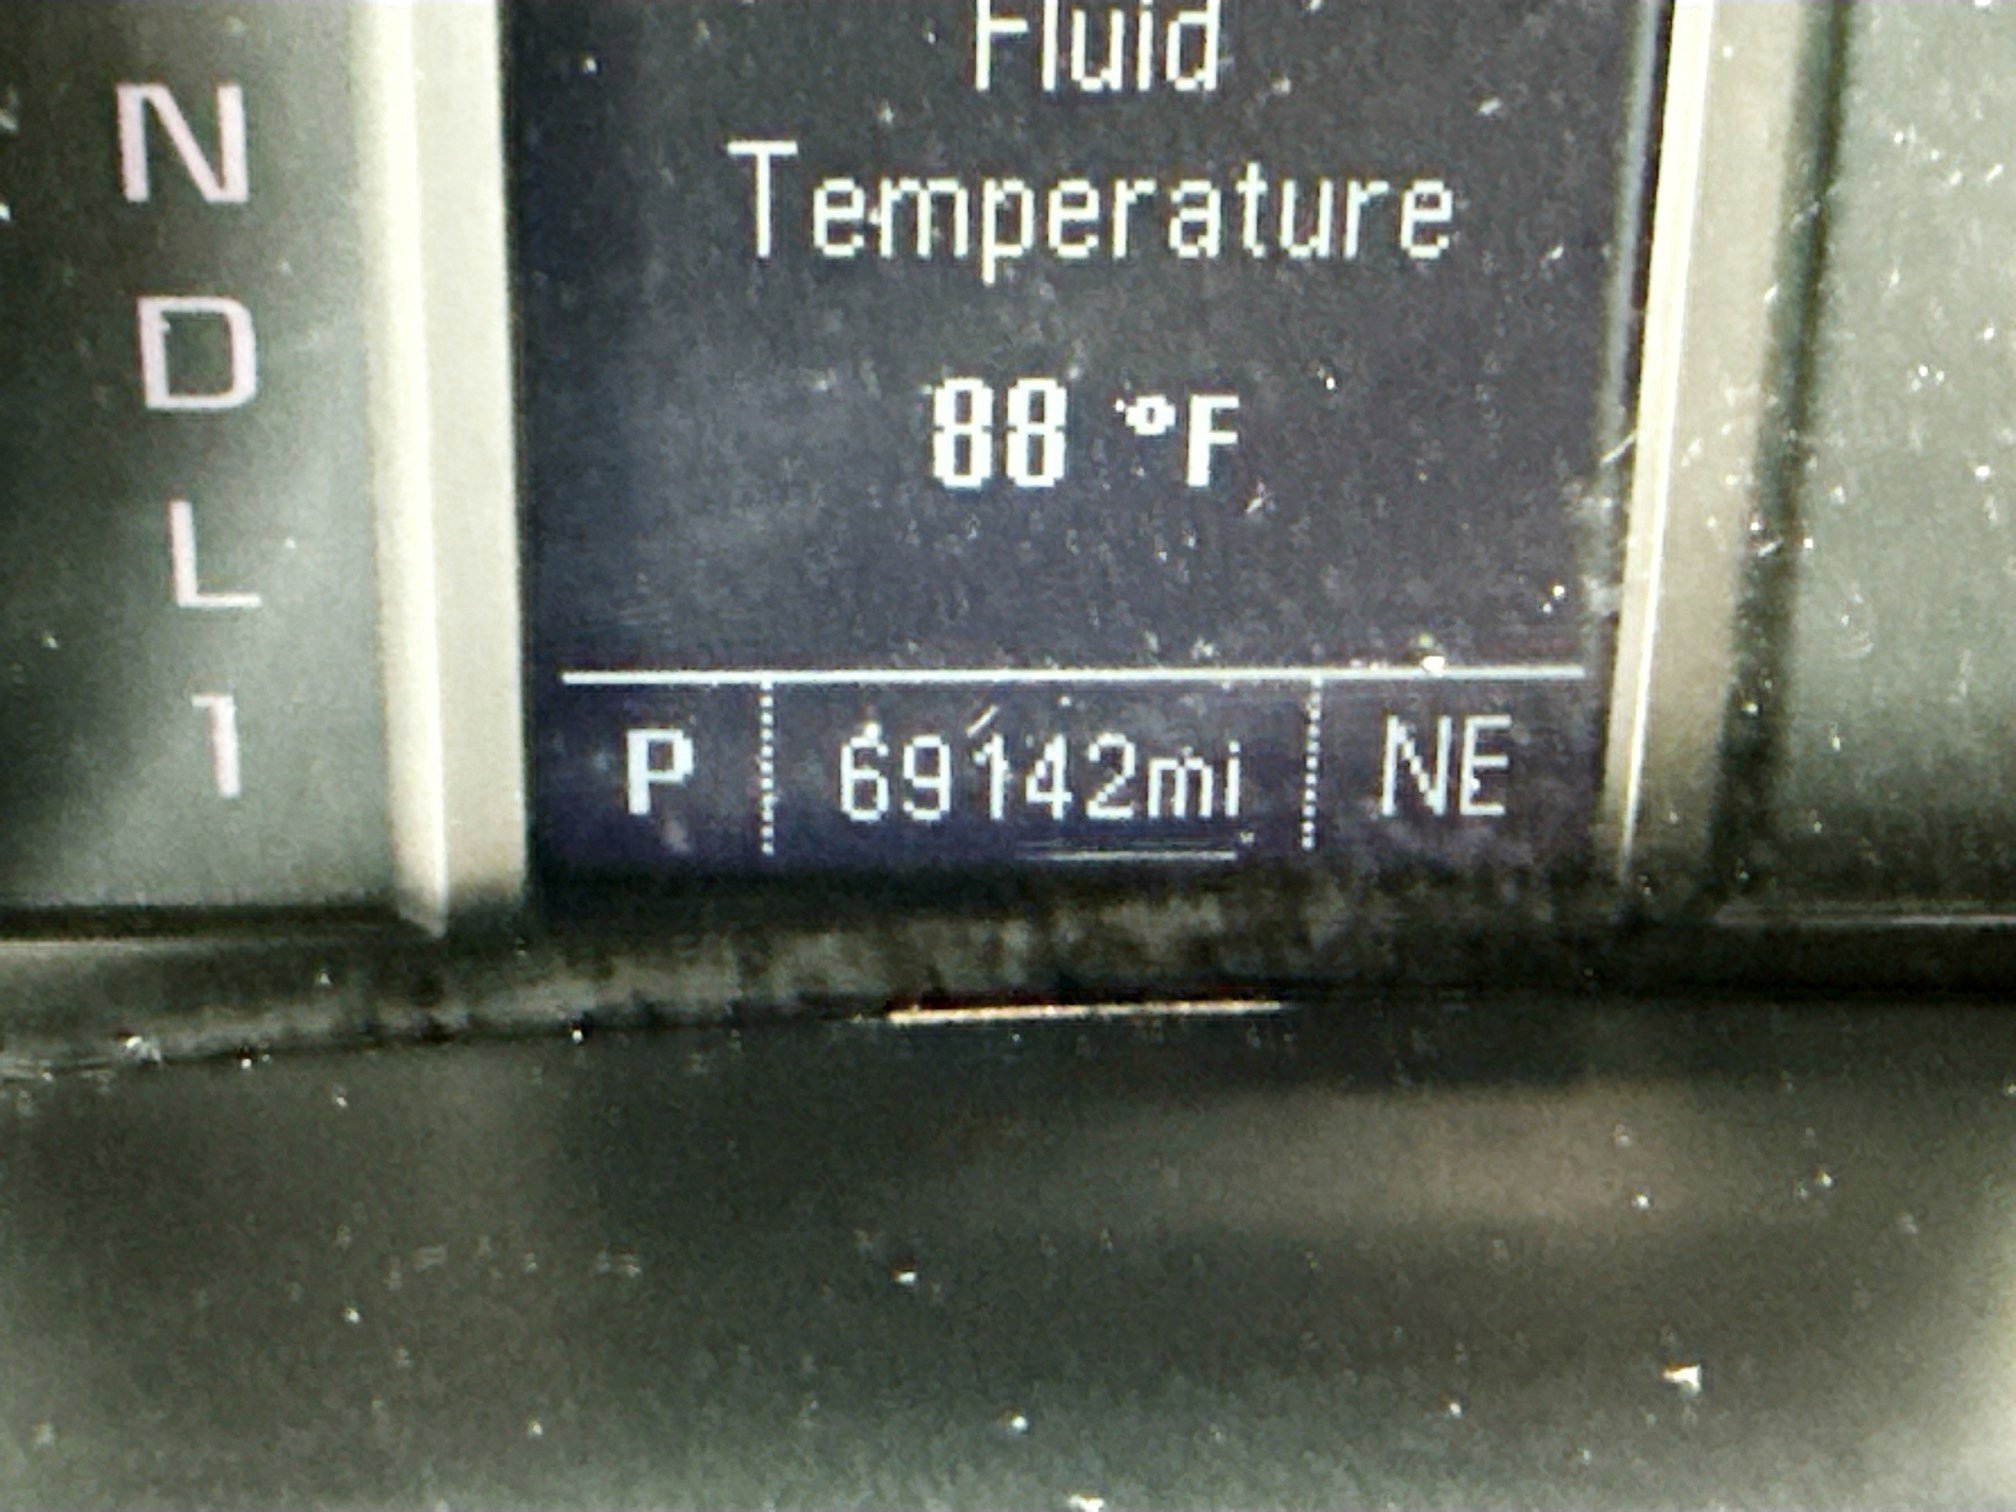 N
D
L
1
Fluid
Temperature
88 °F
P 69142mi NE